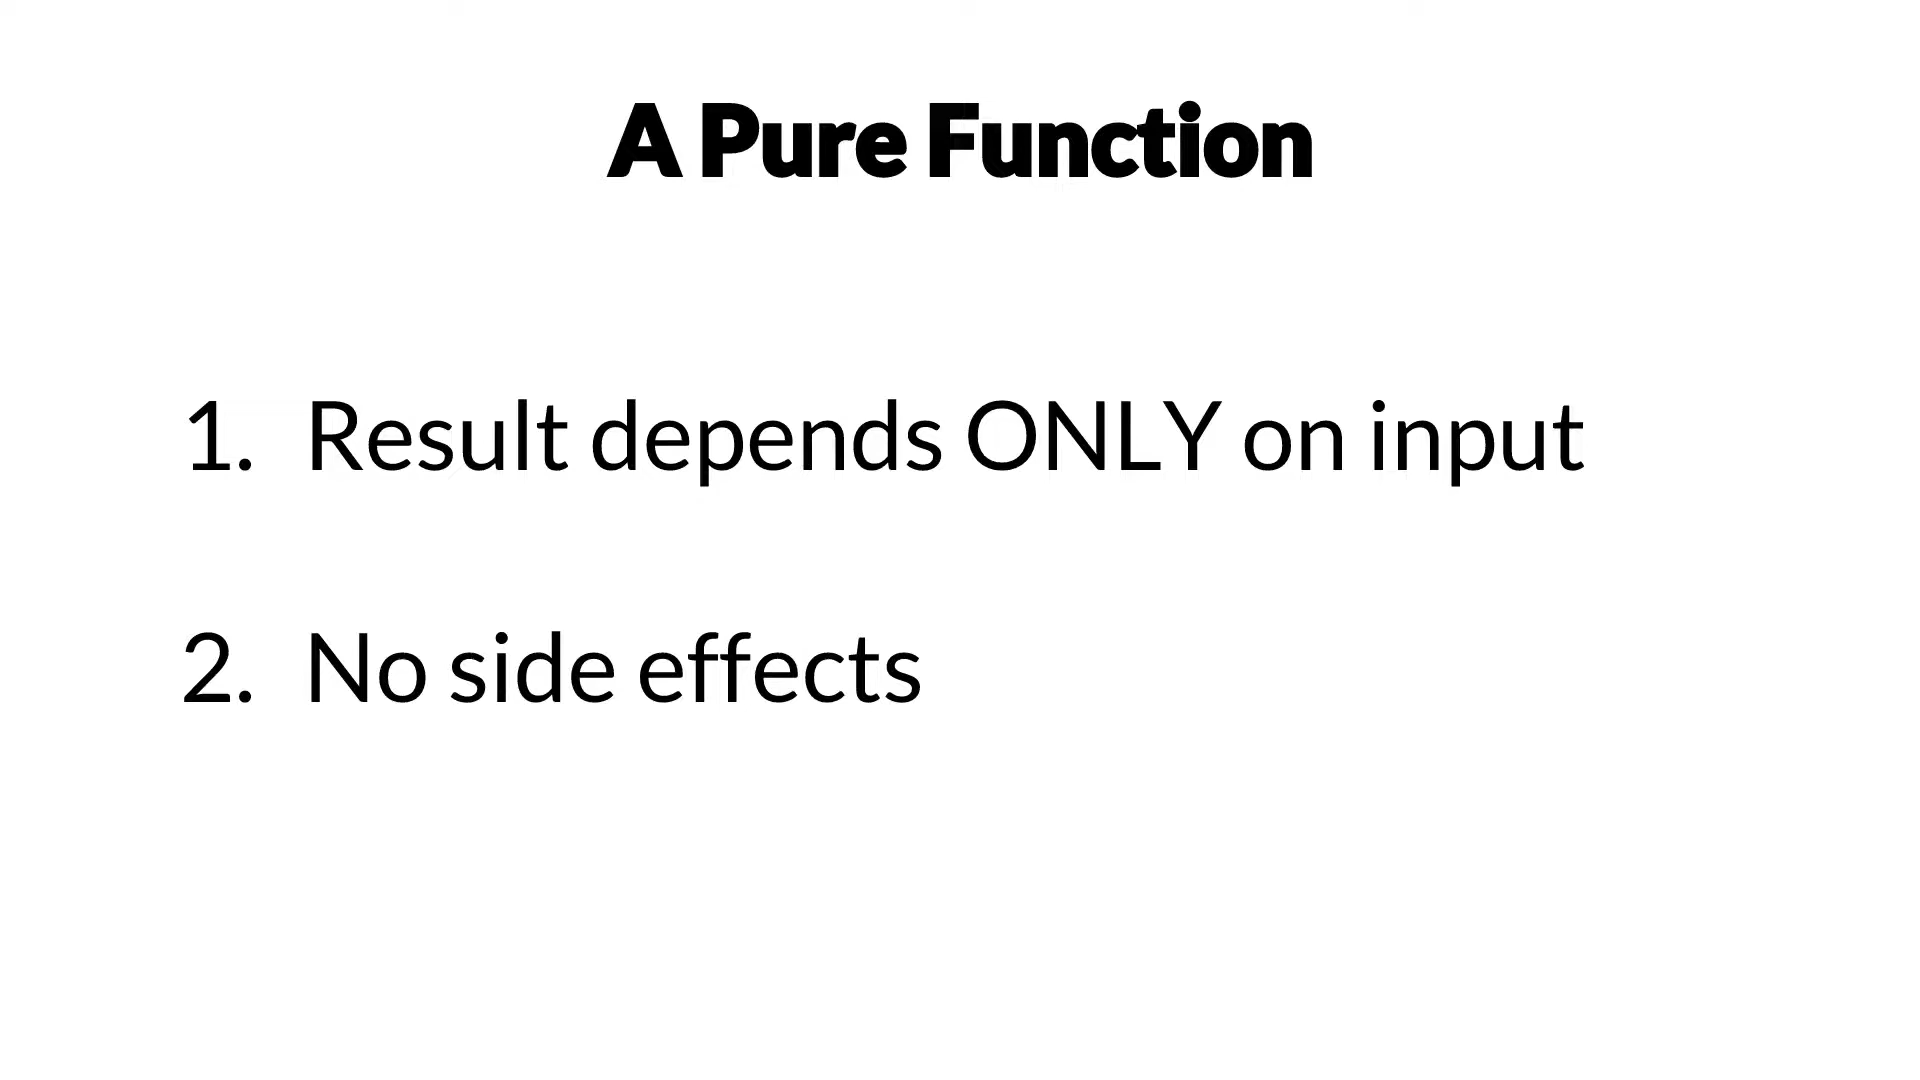 A Pure Function
1. Result depends ONLY on input
2. No side effects